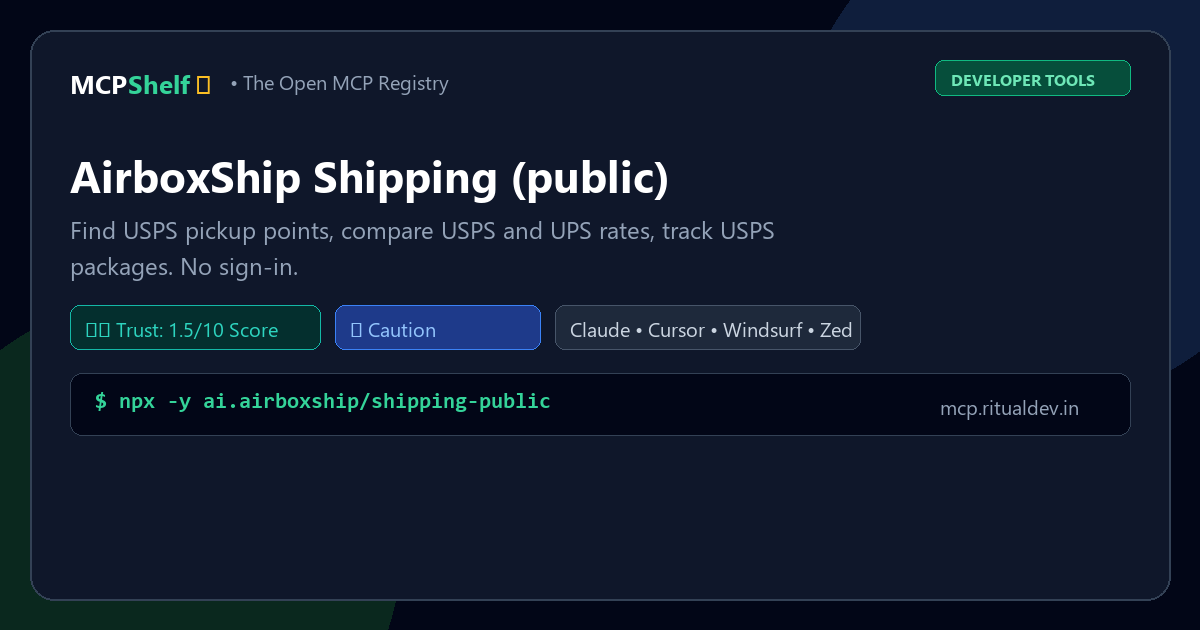 MCPShelf • The Open MCP Registry
DEVELOPER TOOLS
AirboxShip Shipping (public)
Find USPS pickup points, compare USPS and UPS rates, track USPS
packages. No sign-in.
Trust: 1.5/10 Score
Caution
Claude • Cursor • Windsurf • Zed
$ npx -y ai.airboxship/shipping-public
mcp.ritualdev.in